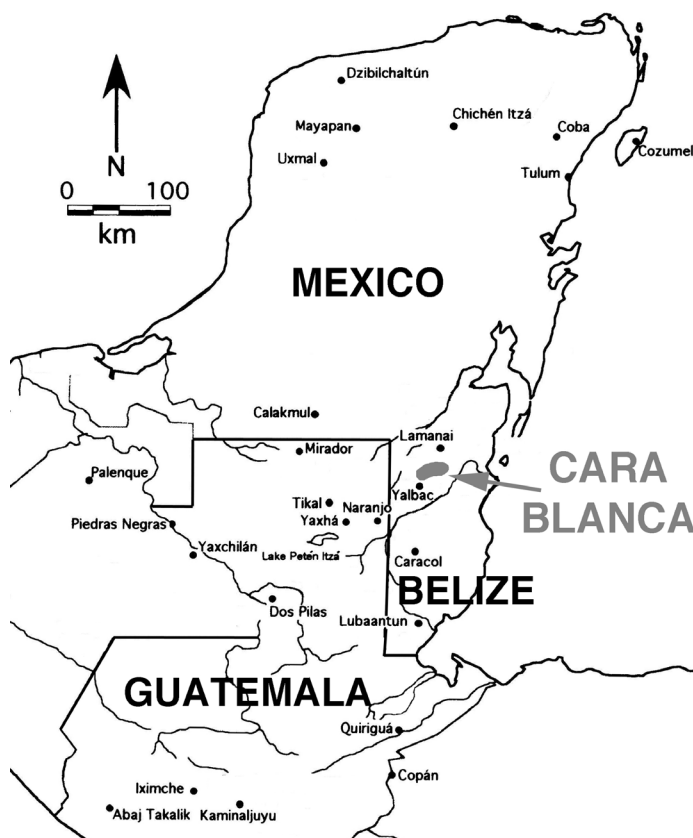 Dzibilchaltún
Mayapan
Chichén Itzá
Coba
Cozumel
Uxmal
Tulum
N
0 100
km
MEXICO
Calakmul
Lamanai
Mirador
CARA
BLANCA
Palenque
Yalbac
Tikal
Naranjo
Piedras Negras
Yaxhá
Yaxchilán
Lake Petén Itzá
Caracol
BELIZE
Dos Pilas
Lubaantun
GUATEMALA
Quiriguá
Copán
Iximche
Abaj Takalik
Kaminaljuyu